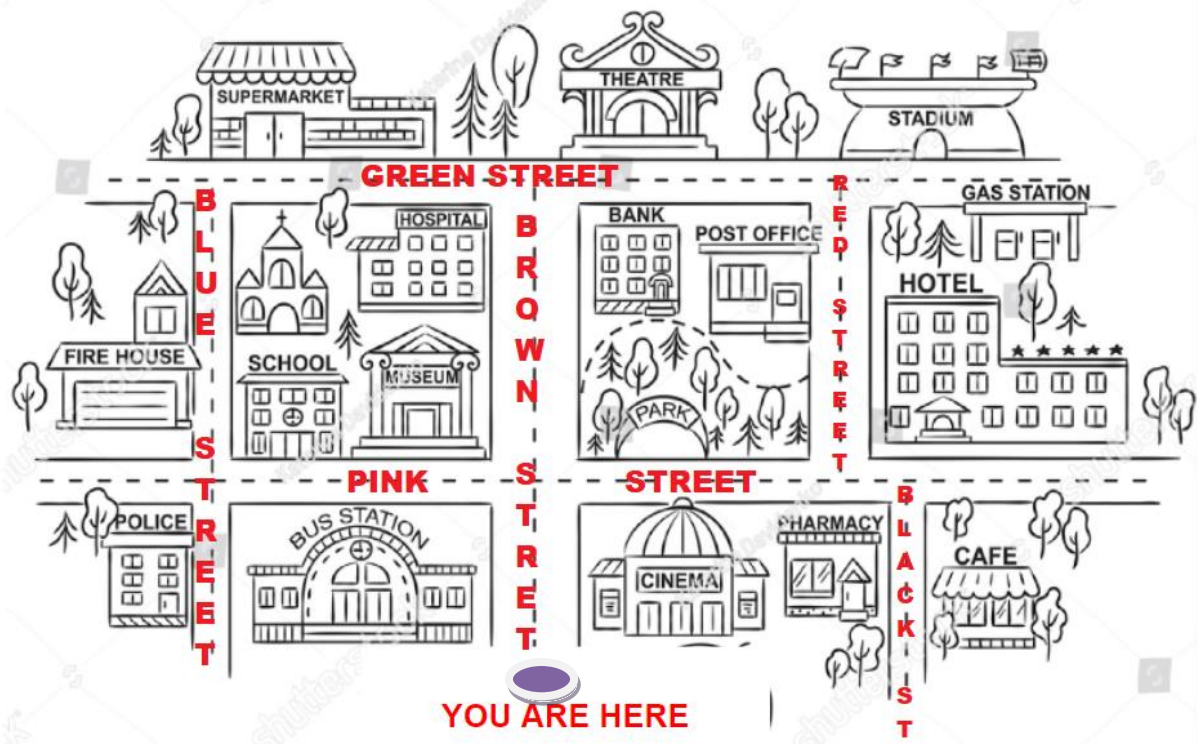 SUPERMARKET
THEATRE
STADIUM
GREEN STREET
BLUE STREET
BROWN STREET
RED STREET
GAS STATION
HOSPITAL
BANK
POST OFFICE
HOTEL
FIRE HOUSE
SCHOOL
MUSEUM
PARK
PINK STREET
BLACK ST
POLICE
BUS STATION
CINEMA
PHARMACY
CAFE
YOU ARE HERE